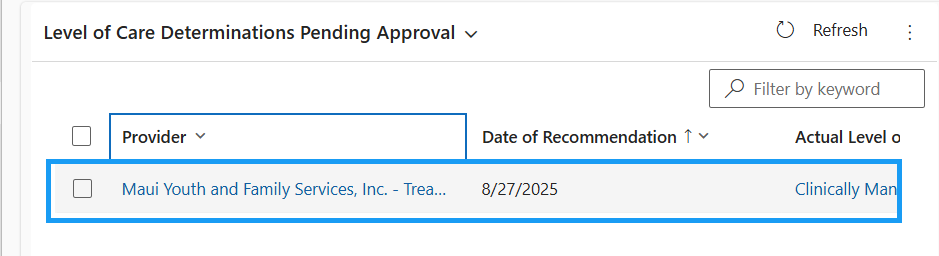 Level of Care Determinations Pending Approval
Refresh
Filter by keyword
Provider Date of Recommendation Actual Level o
Maui Youth and Family Services, Inc. - Trea... 8/27/2025 Clinically Man